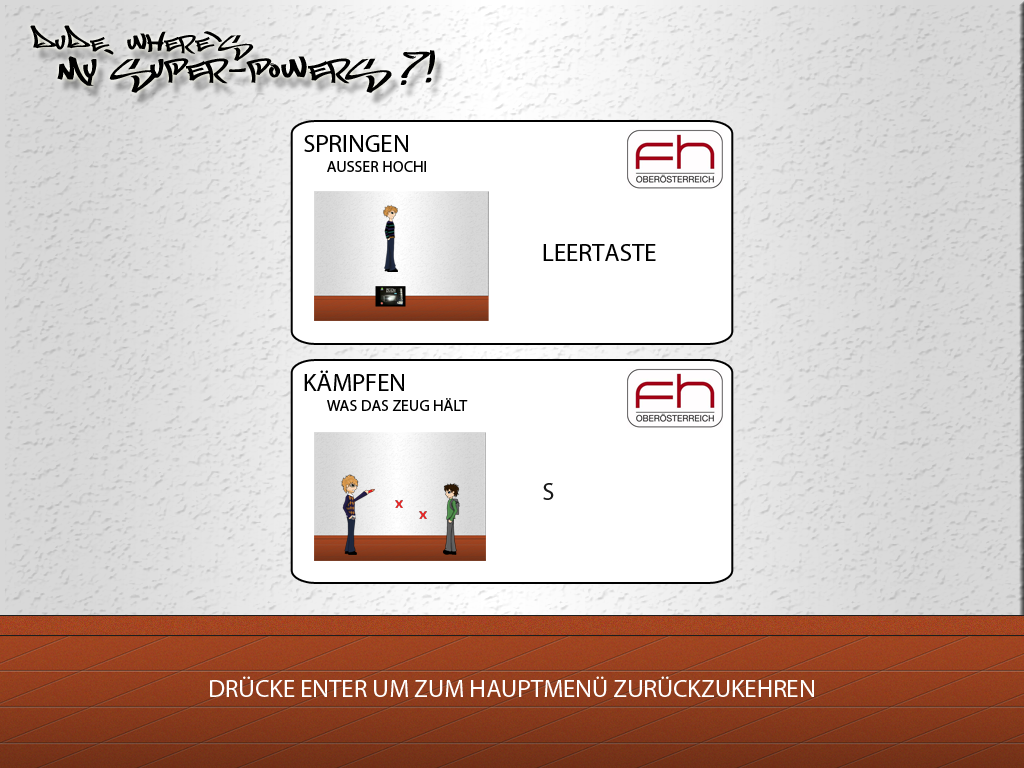 DUDE, WHERE'S
MY SUPER-POWERS?!
SPRINGEN
AUSSER HOCHI
fh
OBERÖSTERREICH
LEERTASTE
KÄMPFEN
WAS DAS ZEUG HÄLT
fh
OBERÖSTERREICH
x
x
S
DRÜCKE ENTER UM ZUM HAUPTMENÜ ZURÜCKZUKEHREN